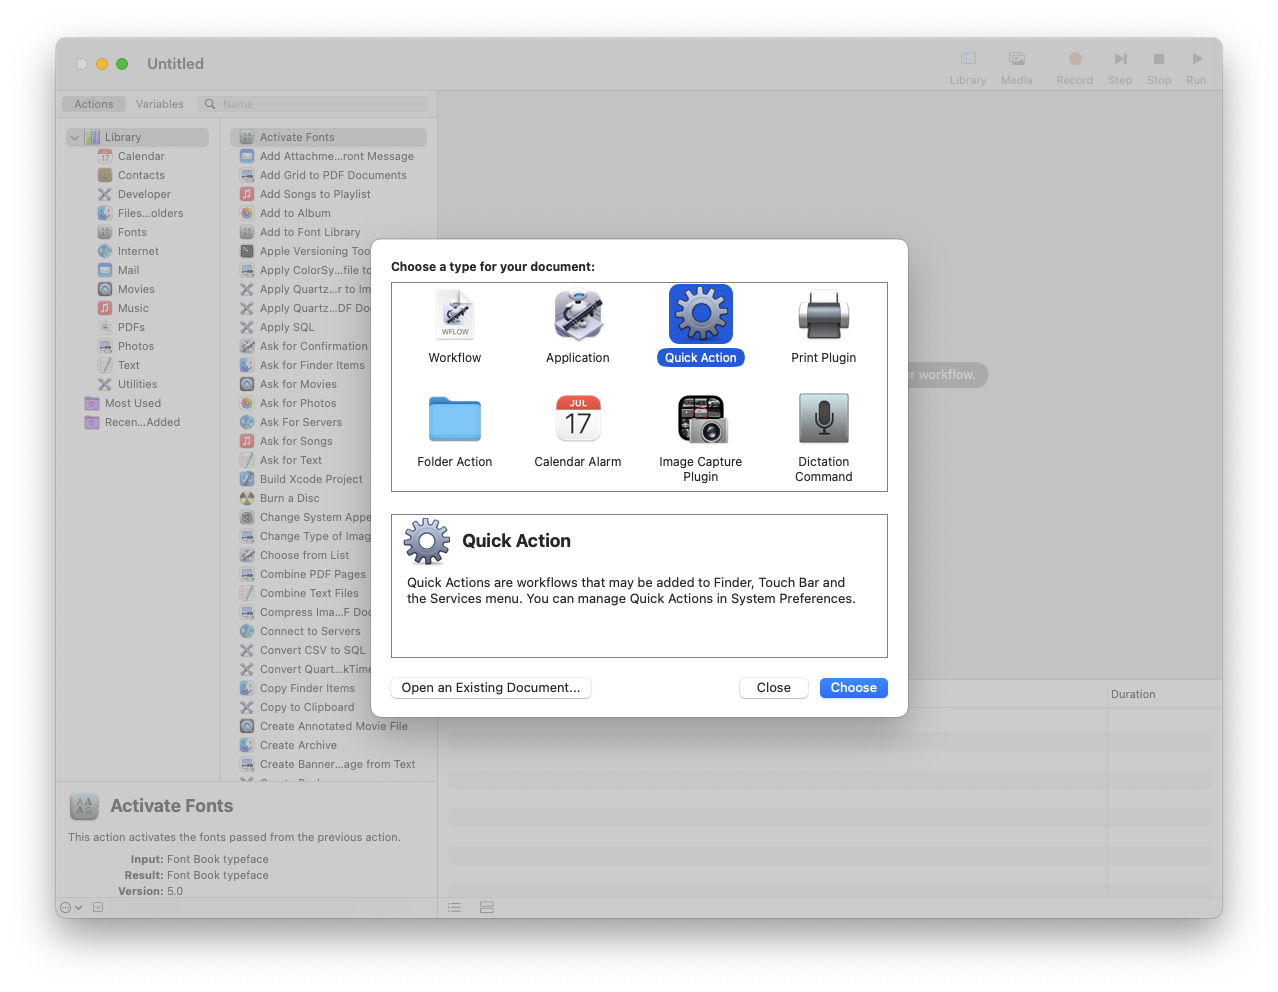 Untitled
Library
Media
Record
Step
Stop
Run
Actions
Variables
Name
Library
Calendar
Contacts
Developer
Files...olders
Fonts
Internet
Mail
Movies
Music
PDFs
Photos
Text
Utilities
Most Used
Recen...Added
Activate Fonts
Add Attachme...ront Message
Add Grid to PDF Documents
Add Songs to Playlist
Add to Album
Add to Font Library
Apple Versioning Too
Apply ColorSy...file to
Apply Quartz...r to Im
Apply Quartz...DF Do
Apply SQL
Ask for Confirmation
Ask for Finder Items
Ask for Movies
Ask for Photos
Ask For Servers
Ask for Songs
Ask for Text
Build Xcode Project
Burn a Disc
Change System Appe
Change Type of Imag
Choose from List
Combine PDF Pages
Combine Text Files
Compress Ima...F Doc
Connect to Servers
Convert CSV to SQL
Convert Quart...kTime
Copy Finder Items
Copy to Clipboard
Create Annotated Movie File
Create Archive
Create Banner...age from Text
Activate Fonts
This action activates the fonts passed from the previous action.
Input: Font Book typeface
Result: Font Book typeface
Version: 5.0
r workflow.
Duration
Choose a type for your document:
WFLOW
Workflow
Application
Quick Action
Print Plugin
Folder Action
JUL
17
Calendar Alarm
Image Capture
Plugin
Dictation
Command
Quick Action
Quick Actions are workflows that may be added to Finder, Touch Bar and
the Services menu. You can manage Quick Actions in System Preferences.
Open an Existing Document...
Close
Choose